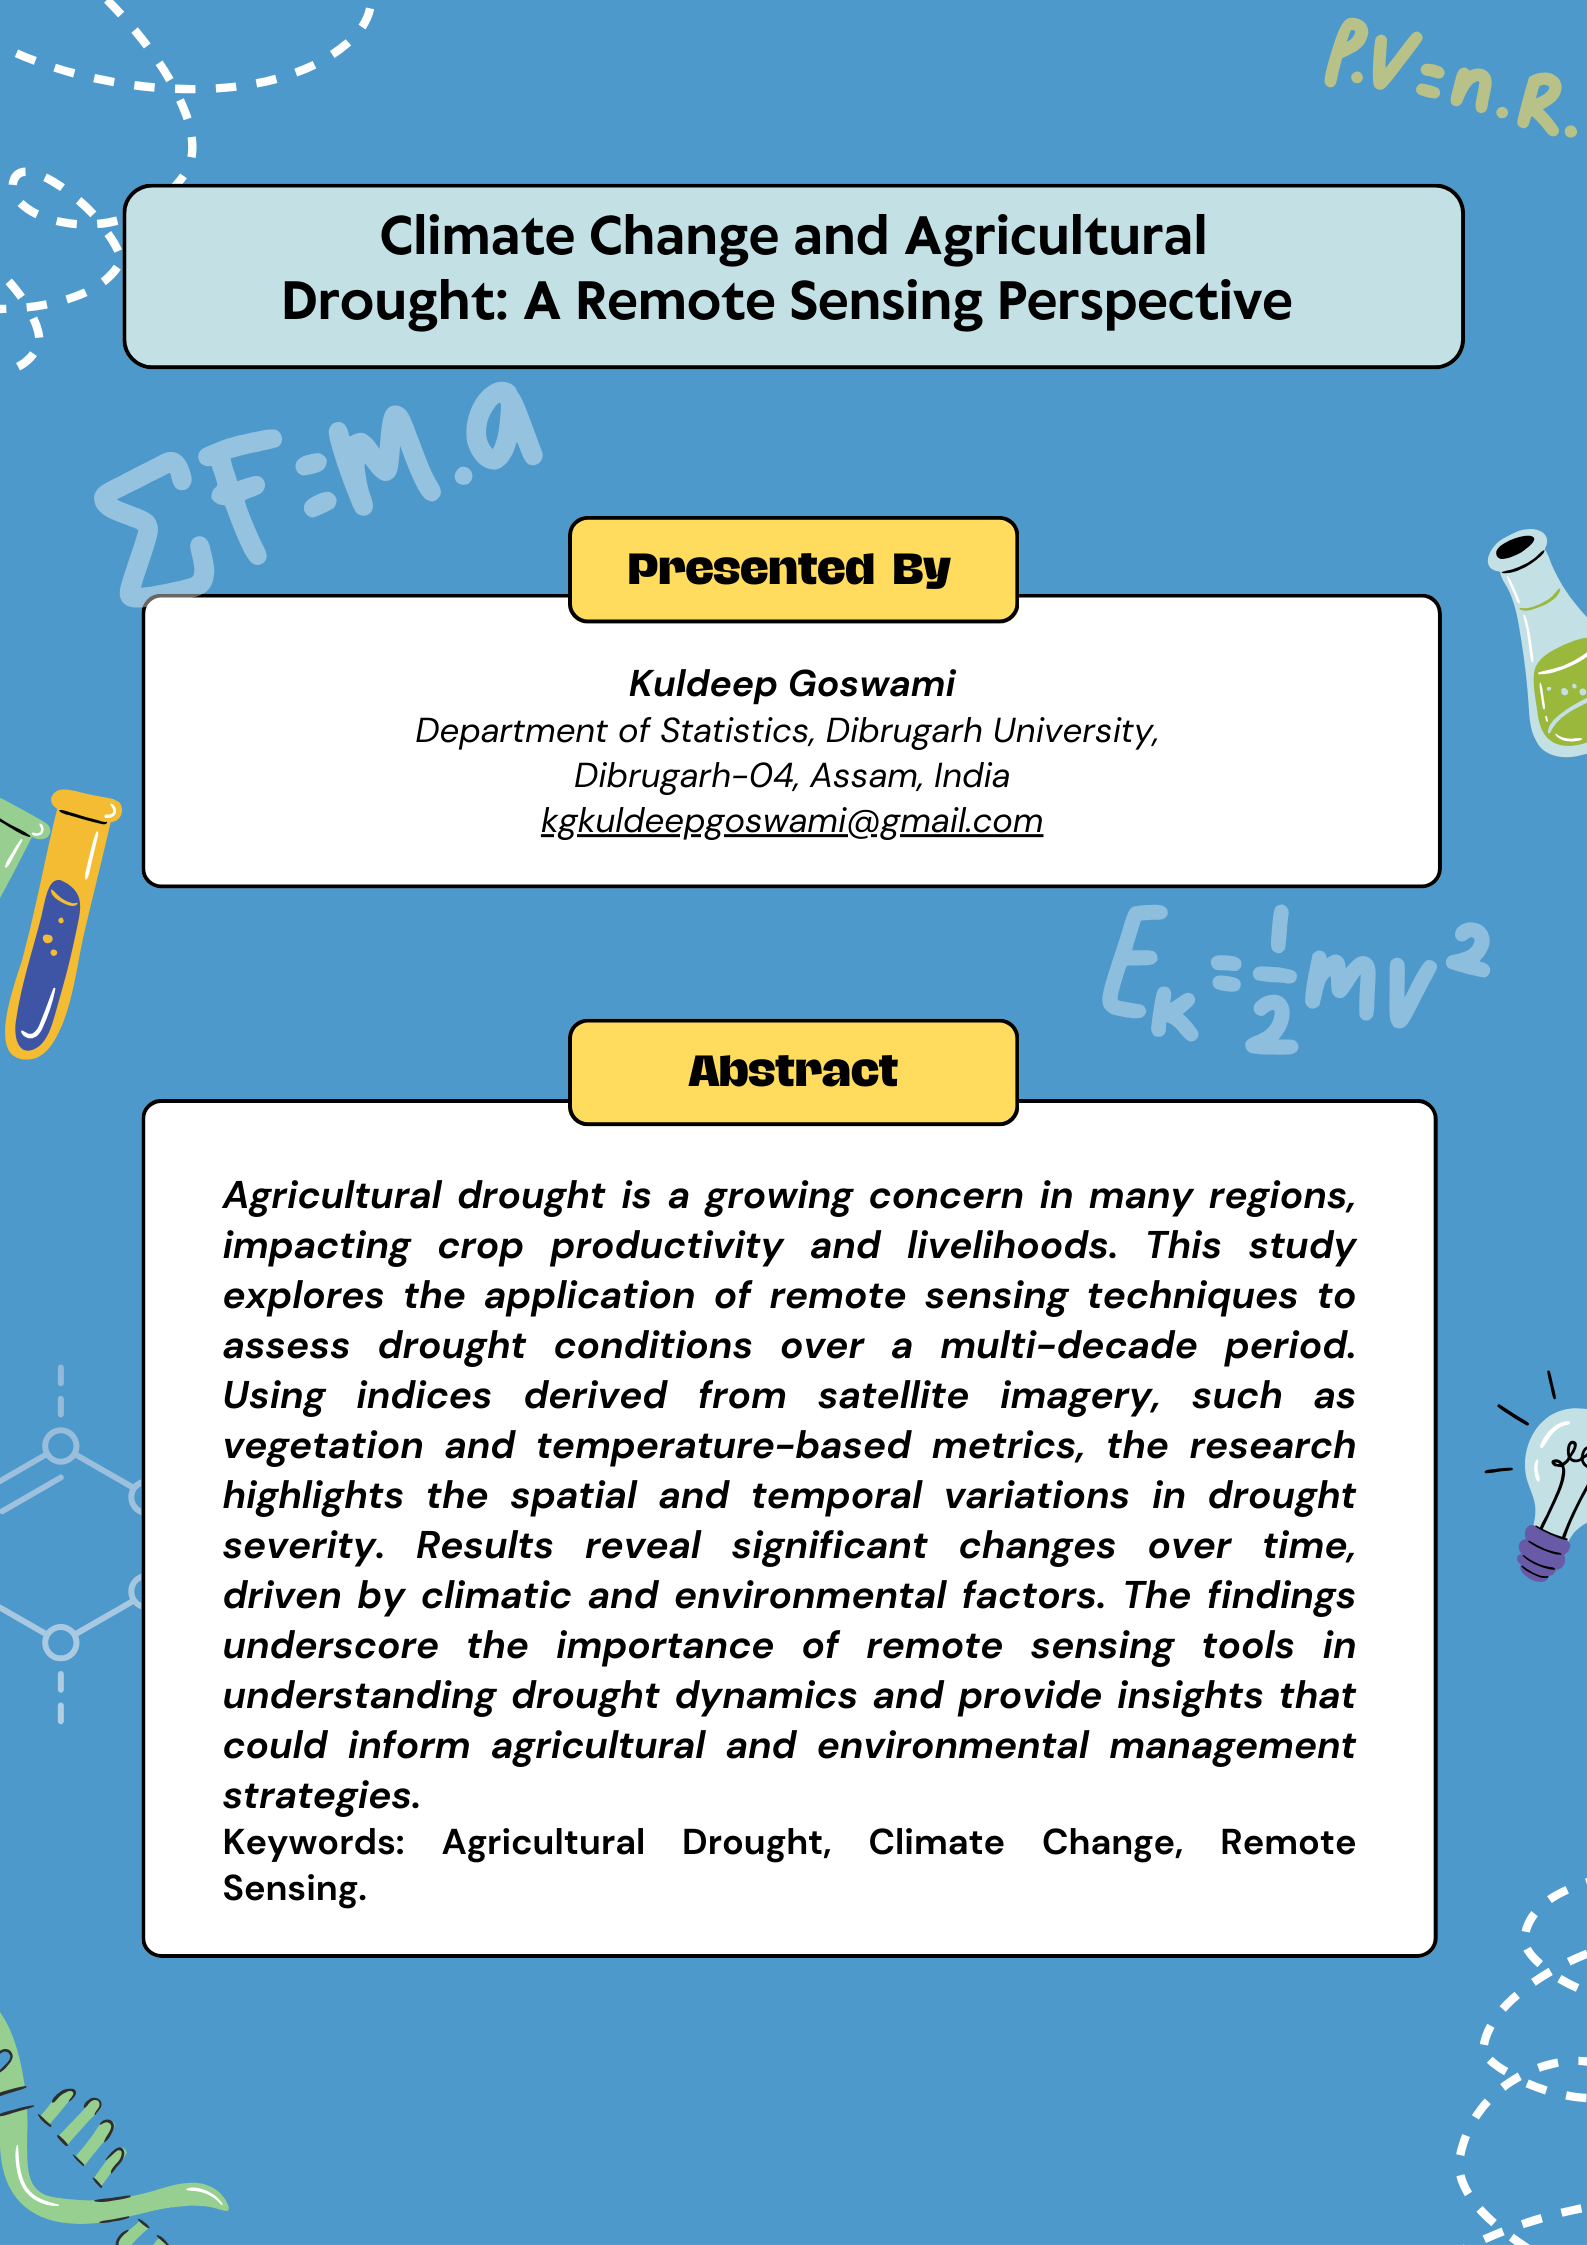 P.V=n.R.
Climate Change and Agricultural
Drought: A Remote Sensing Perspective
ΣF=M.a
Presented By
Kuldeep Goswami
Department of Statistics, Dibrugarh University,
Dibrugarh-04, Assam, India
kgkuldeepgoswami@gmail.com
Eₖ=½mv²
Abstract
Agricultural drought is a growing concern in many regions,
impacting crop productivity and livelihoods. This study
explores the application of remote sensing techniques to
assess drought conditions over a multi-decade period.
Using indices derived from satellite imagery, such as
vegetation and temperature-based metrics, the research
highlights the spatial and temporal variations in drought
severity. Results reveal significant changes over time,
driven by climatic and environmental factors. The findings
underscore the importance of remote sensing tools in
understanding drought dynamics and provide insights that
could inform agricultural and environmental management
strategies.
Keywords: Agricultural Drought, Climate Change, Remote
Sensing.